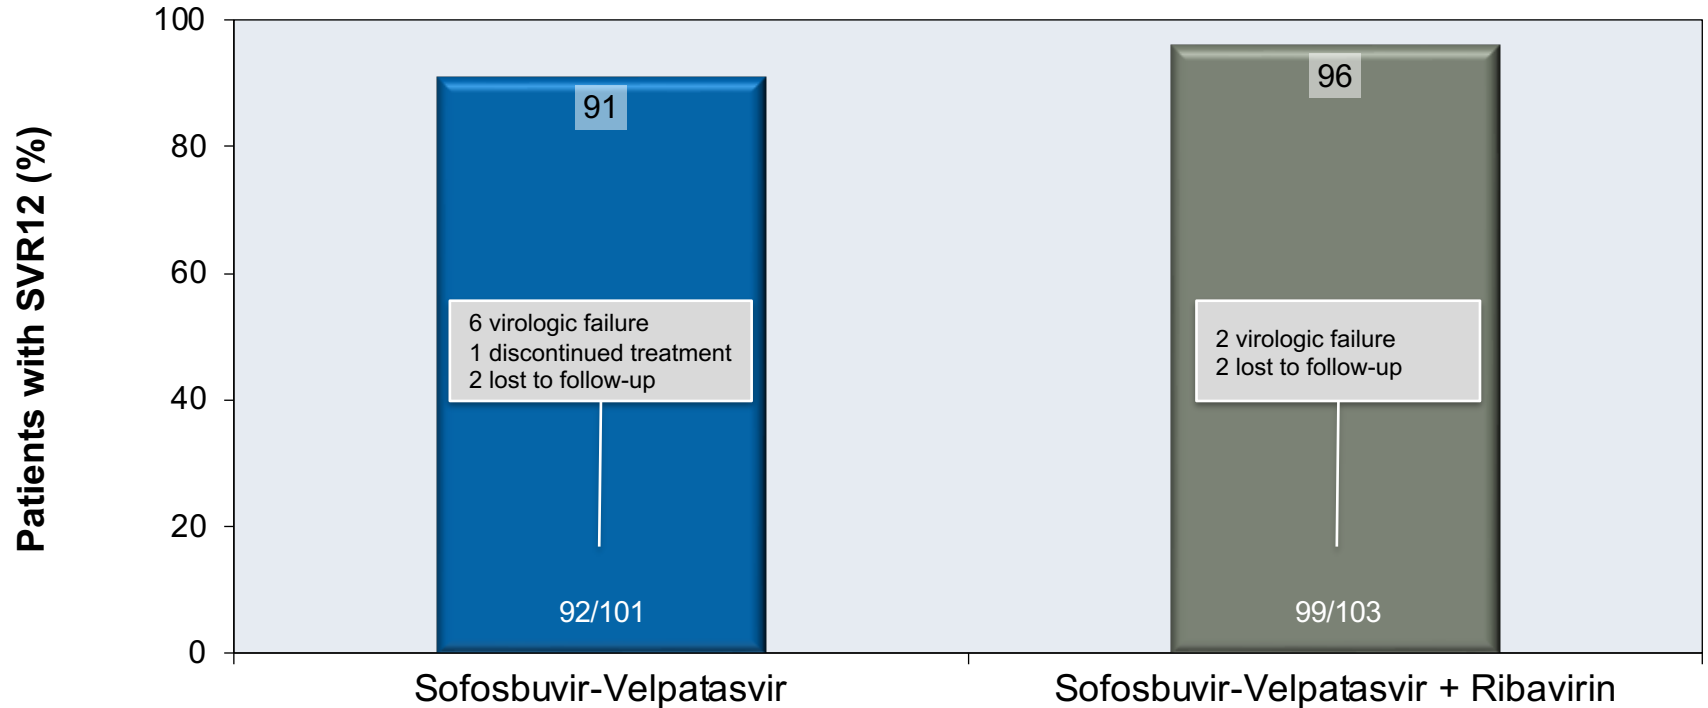 Patients with SVR12 (%)
100
80
60
40
20
0
91
6 virologic failure
1 discontinued treatment
2 lost to follow-up
92/101
96
2 virologic failure
2 lost to follow-up
99/103
Sofosbuvir-Velpatasvir
Sofosbuvir-Velpatasvir + Ribavirin